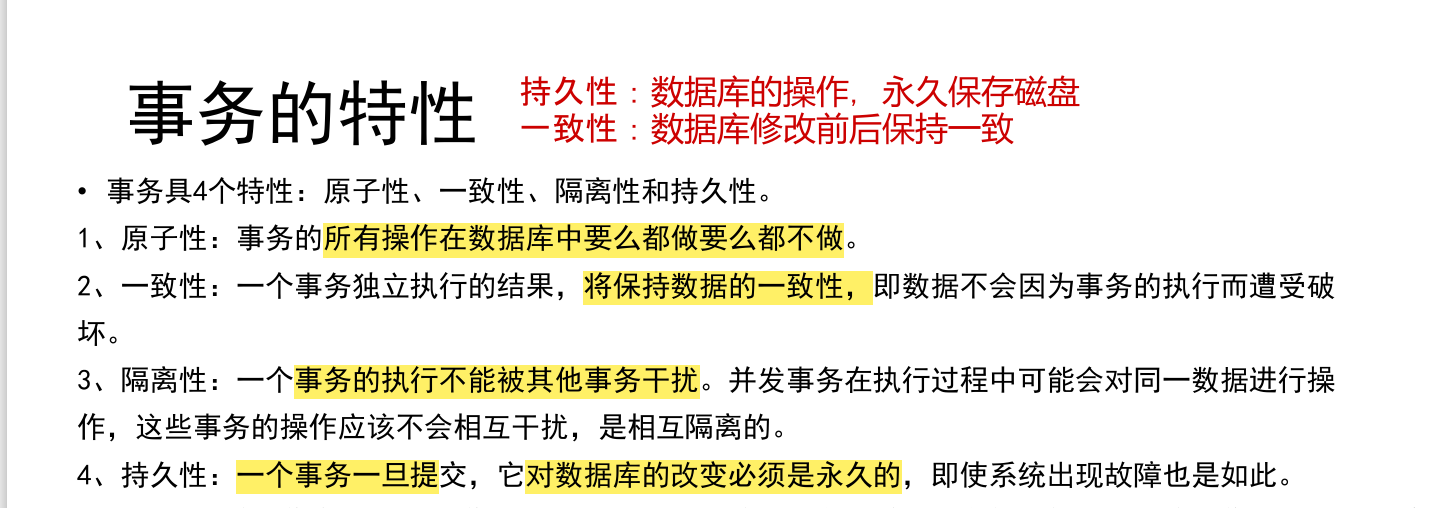 事务的特性
持久性：数据库的操作，永久保存磁盘
一致性：数据库修改前后保持一致
• 事务具4个特性：原子性、一致性、隔离性和持久性。
1、原子性：事务的所有操作在数据库中要么都做要么都不做。
2、一致性：一个事务独立执行的结果，将保持数据的一致性，即数据不会因为事务的执行而遭受破
坏。
3、隔离性：一个事务的执行不能被其他事务干扰。并发事务在执行过程中可能会对同一数据进行操
作，这些事务的操作应该不会相互干扰，是相互隔离的。
4、持久性：一个事务一旦提交，它对数据库的改变必须是永久的，即使系统出现故障也是如此。